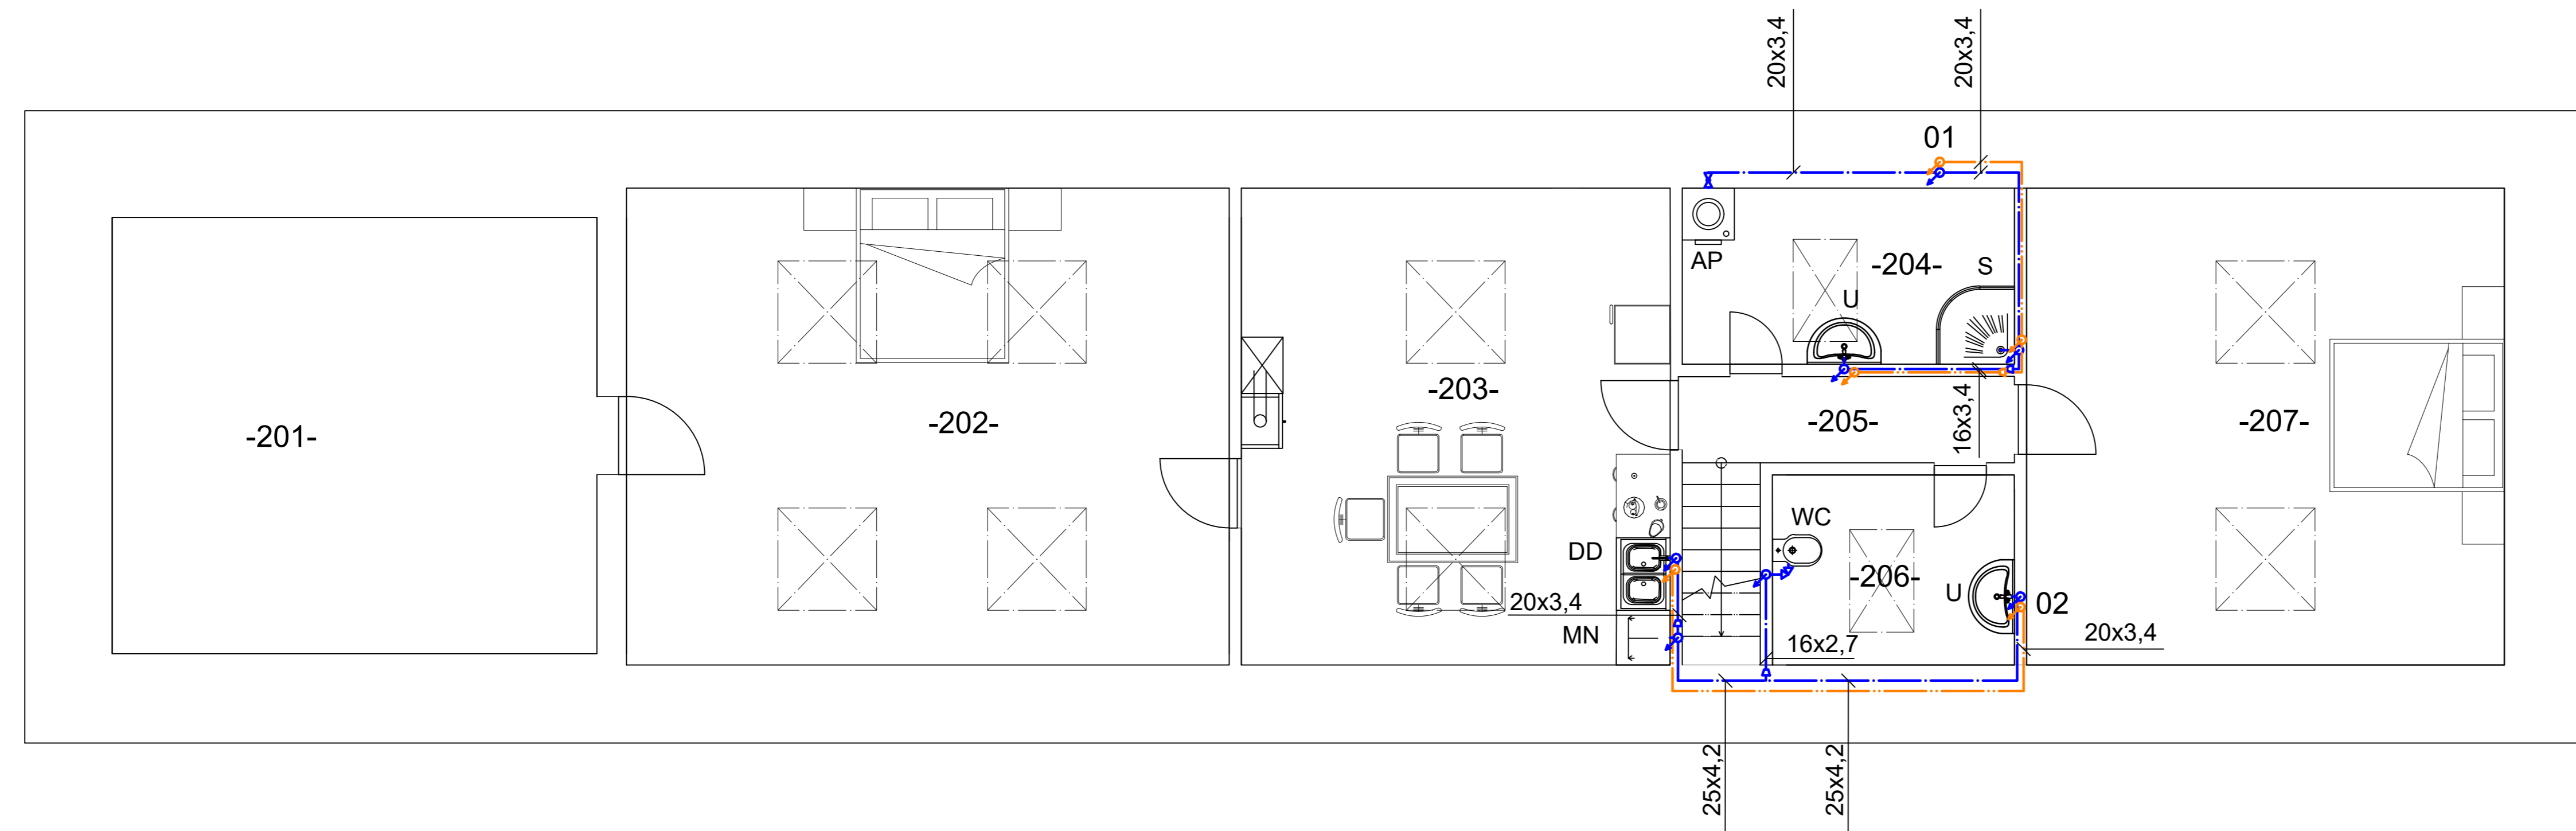 20x3,4
20x3,4
01
AP
-204-
S
U
-203-
16x3,4
-201-
-202-
-205-
-207-
WC
DD
-206-
U
02
20x3,4
MN
16x2,7
20x3,4
25x4,2
25x4,2